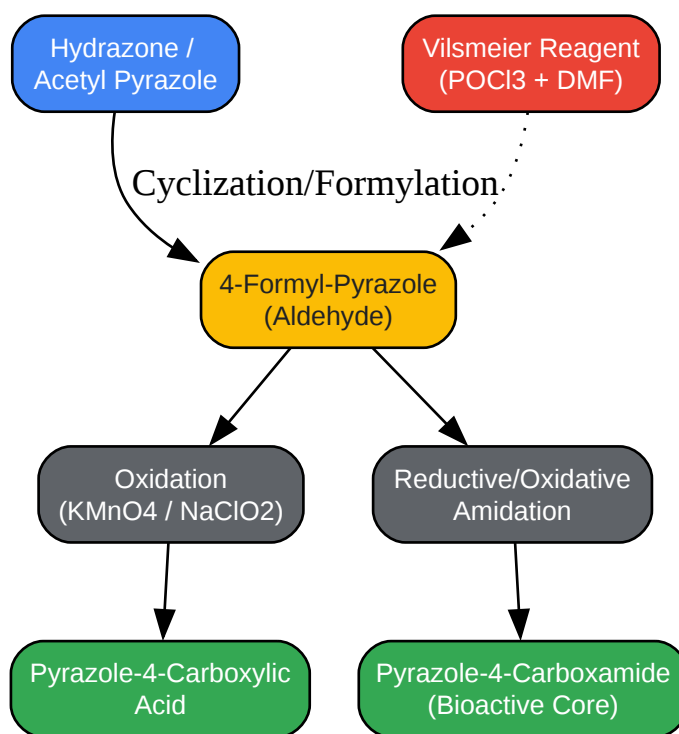 Hydrazone /
Acetyl Pyrazole
Vilsmeier Reagent
(POCl3 + DMF)
Cyclization/Formylation
4-Formyl-Pyrazole
(Aldehyde)
Oxidation
(KMnO4 / NaClO2)
Reductive/Oxidative
Amidation
Pyrazole-4-Carboxylic
Acid
Pyrazole-4-Carboxamide
(Bioactive Core)